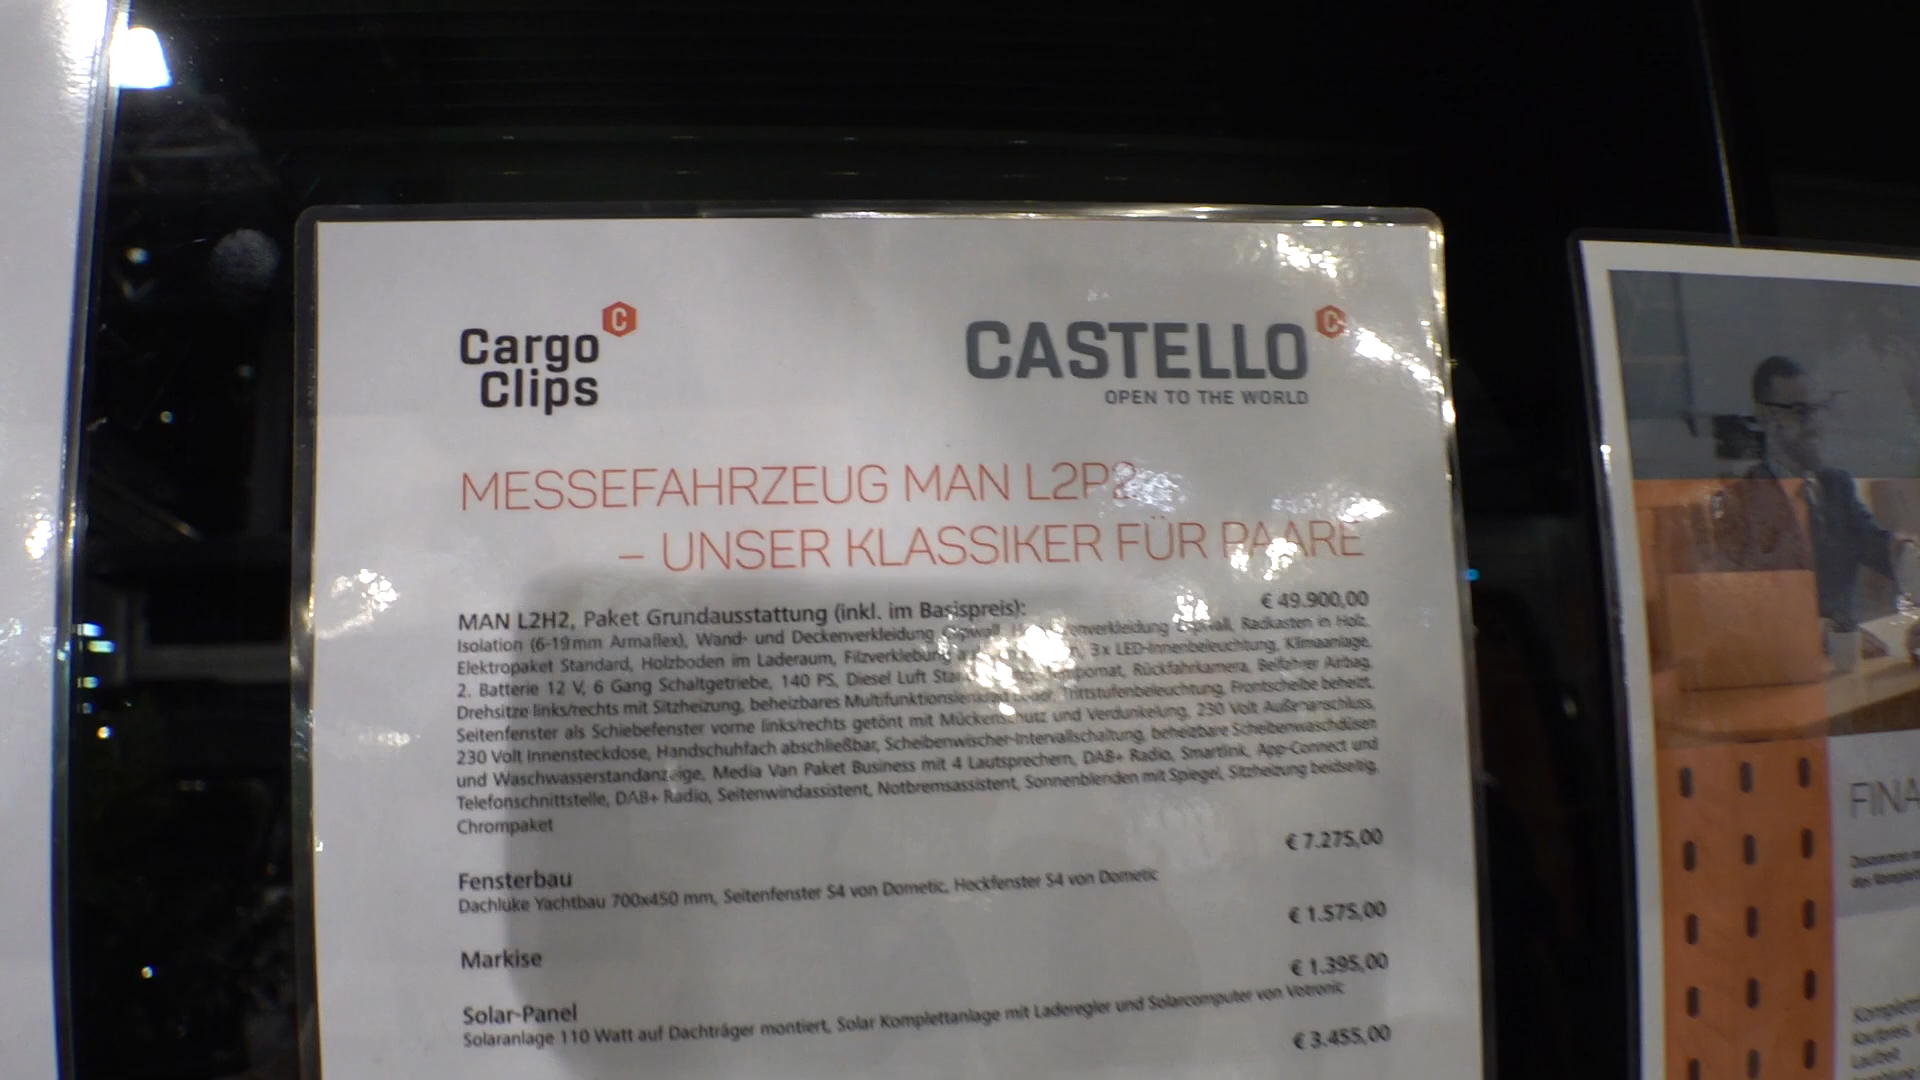 Cargo
Clips
C
CASTELLO
C
OPEN TO THE WORLD
MESSEFAHRZEUG MAN L2P2
– UNSER KLASSIKER FÜR PAARE
MAN L2H2, Paket Grundausstattung (inkl. im Basispreis): € 49.900,00
Isolation (6-19mm Armaflex), Wand- und Deckenverkleidung Radkasten in Holz,
Elektropaket Standard, Holzboden im Laderaum, Filzverklebung 3x LED-Innenbeleuchtung, Klimaanlage,
2. Batterie 12 V, 6 Gang Schaltgetriebe, 140 PS, Diesel Luft Rückfahrkamera, Beifahrer Airbag,
Drehsitze links/rechts mit Sitzheizung, beheizbares Trittstufenbeleuchtung, Frontscheibe beheizt,
Seitenfenster als Schiebefenster vorne links/rechts getönt mit Mückenschutz und Verdunkelung, 230 Volt Außenanschluss,
230 Volt Innensteckdose, Handschuhfach abschließbar, Scheibenwischer-Intervallschaltung, beheizbare Scheibenwaschdüsen
und Waschwasserstandanzeige, Media Van Paket Business mit 4 Lautsprechern, DAB+ Radio, Smartlink, App-Connect und
Telefonschnittstelle, DAB+ Radio, Seitenwindassistent, Notbremsassistent, Sonnenblenden mit Spiegel, Sitzheizung beidseitig,
Chrompaket
€ 7.275,00
Fensterbau
Dachluke Yachtbau 700x450 mm, Seitenfenster S4 von Dometic, Heckfenster S4 von Dometic
€ 1.575,00
Markise
€ 1.395,00
Solar-Panel
Solaranlage 110 Watt auf Dachträger montiert, Solar Komplettanlage mit Laderegler und Solarcomputer von Votronic
€ 3.455,00
FINA